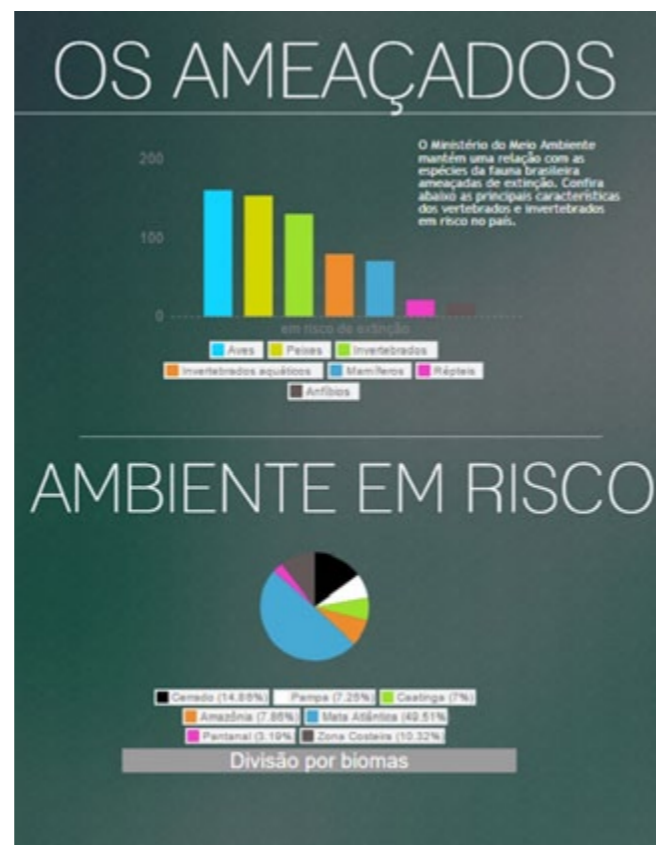 OS AMEAÇADOS
O Ministério do Meio Ambiente
mantém uma relação com as
espécies da fauna brasileira
ameaçadas de extinção. Confira
abaixo as principais características
dos vertebrados e invertebrados
em risco no país.
200
100
0
em risco de extinção
Aves Peixes Invertebrados
Invertebrados aquáticos Mamíferos Répteis
Anfíbios
AMBIENTE EM RISCO
Cerrado (14.86%) Pampa (7.25%) Caatinga (7%)
Amazônia (7.86%) Mata Atlântica (49.51%
Pantanal (3.19%) Zona Costeira (10.32%)
Divisão por biomas